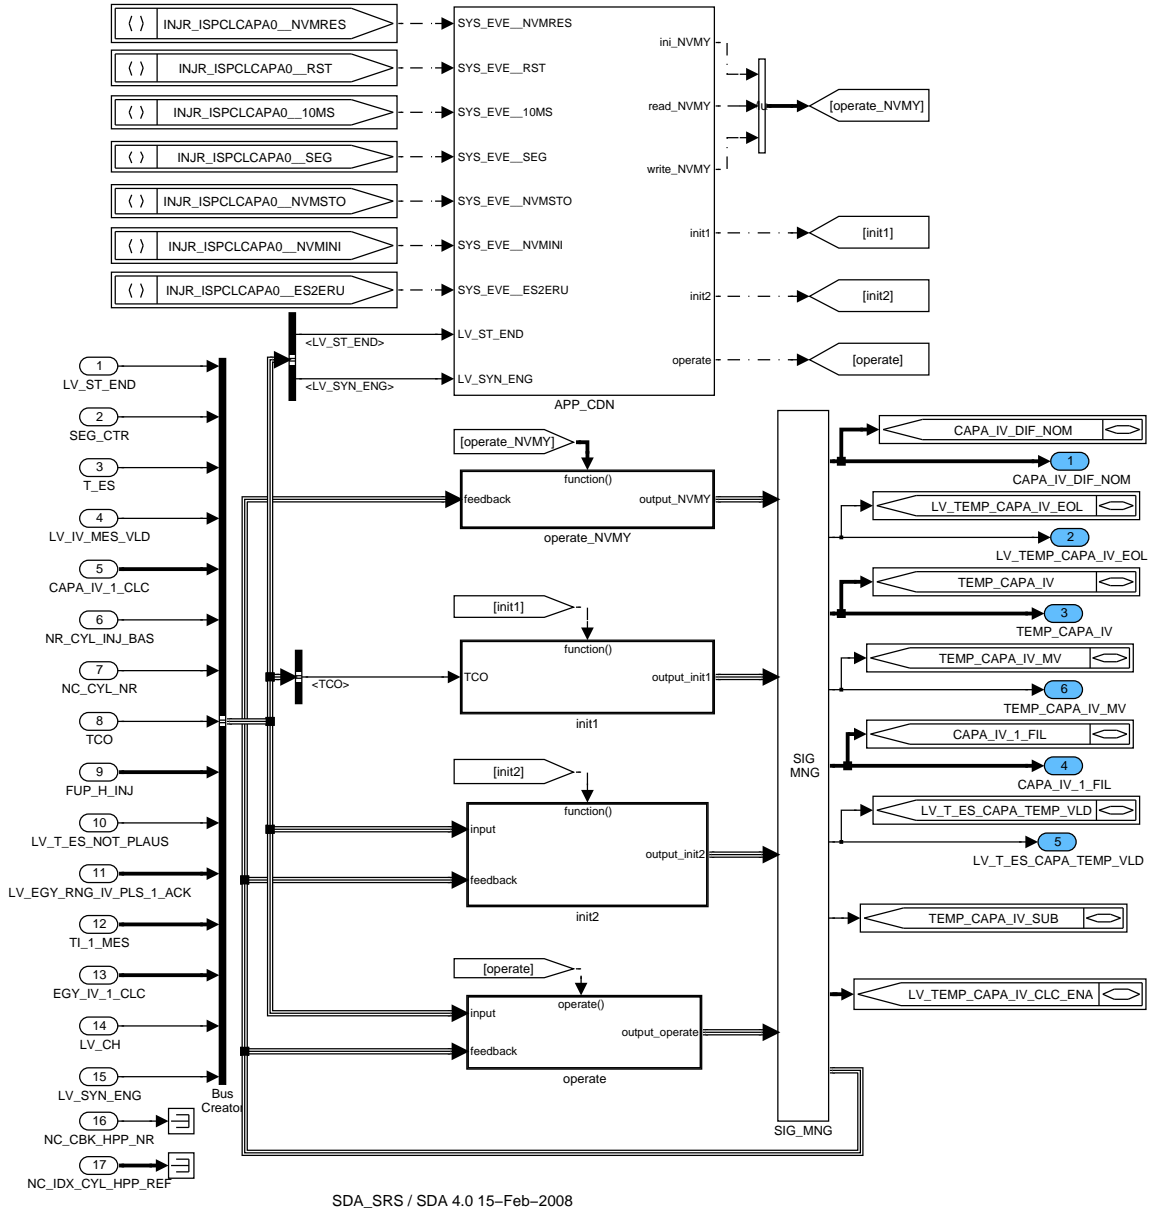 INJR_ISPCLCAPA0__NVMRES
SYS_EVE__NVMRES
INJR_ISPCLCAPA0__RST
SYS_EVE__RST
INJR_ISPCLCAPA0__10MS
SYS_EVE__10MS
INJR_ISPCLCAPA0__SEG
SYS_EVE__SEG
INJR_ISPCLCAPA0__NVMSTO
SYS_EVE__NVMSTO
INJR_ISPCLCAPA0__NVMINI
SYS_EVE__NVMINI
INJR_ISPCLCAPA0__ES2ERU
SYS_EVE__ES2ERU
<LV_ST_END>
LV_ST_END
<LV_SYN_ENG>
LV_SYN_ENG
ini_NVMY
read_NVMY
write_NVMY
init1
init2
operate
APP_CDN
[operate_NVMY]
[init1]
[init2]
[operate]
1
LV_ST_END
2
SEG_CTR
3
T_ES
4
LV_IV_MES_VLD
5
CAPA_IV_1_CLC
6
NR_CYL_INJ_BAS
7
NC_CYL_NR
8
TCO
9
FUP_H_INJ
10
LV_T_ES_NOT_PLAUS
11
LV_EGY_RNG_IV_PLS_1_ACK
12
TI_1_MES
13
EGY_IV_1_CLC
14
LV_CH
15
LV_SYN_ENG
16
NC_CBK_HPP_NR
17
NC_IDX_CYL_HPP_REF
Bus
Creator
[operate_NVMY]
function()
feedback
output_NVMY
operate_NVMY
[init1]
function()
<TCO>
TCO
output_init1
init1
[init2]
function()
input
output_init2
feedback
init2
[operate]
operate()
input
output_operate
feedback
operate
SIG
MNG
SIG_MNG
CAPA_IV_DIF_NOM
1
CAPA_IV_DIF_NOM
LV_TEMP_CAPA_IV_EOL
2
LV_TEMP_CAPA_IV_EOL
TEMP_CAPA_IV
3
TEMP_CAPA_IV
TEMP_CAPA_IV_MV
6
TEMP_CAPA_IV_MV
CAPA_IV_1_FIL
4
CAPA_IV_1_FIL
LV_T_ES_CAPA_TEMP_VLD
5
LV_T_ES_CAPA_TEMP_VLD
TEMP_CAPA_IV_SUB
LV_TEMP_CAPA_IV_CLC_ENA
SDA_SRS / SDA 4.0 15–Feb–2008